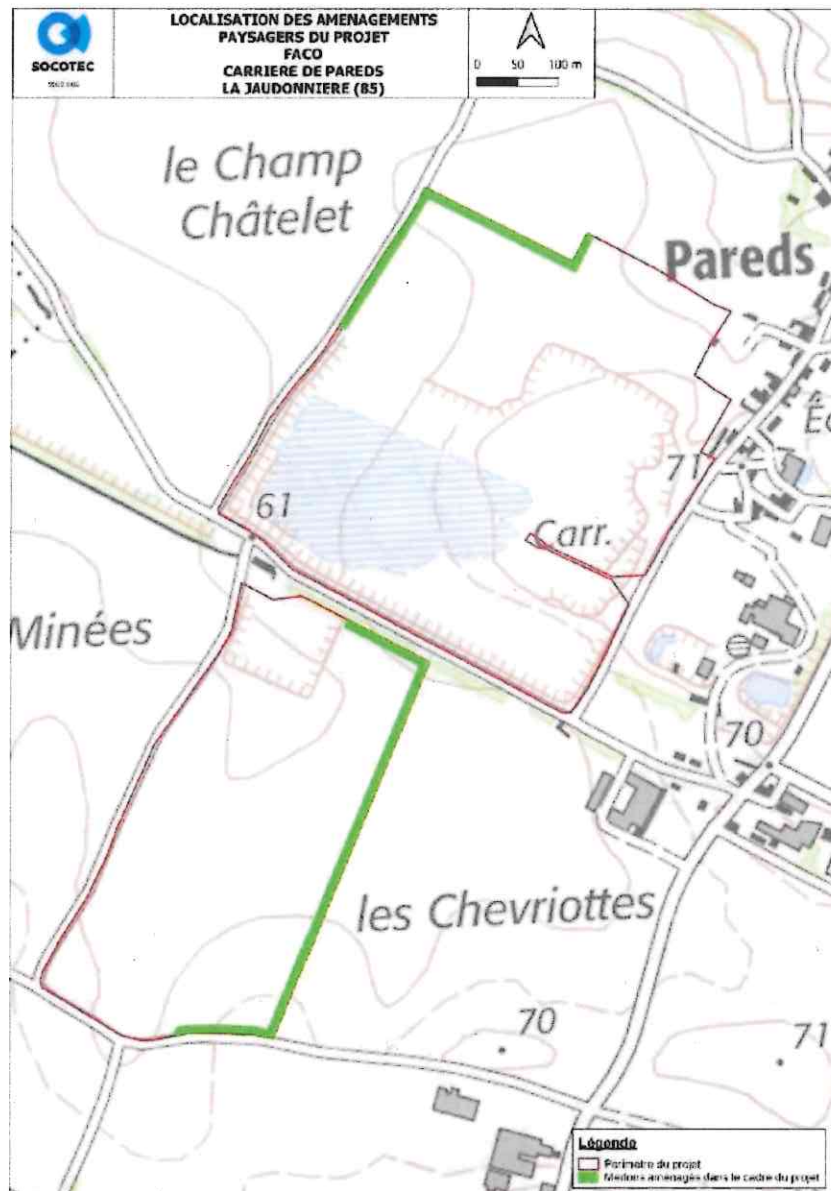 LOCALISATION DES AMENAGEMENTS
PAYSAGERS DU PROJET
FACO
CARRIERE DE PAREDS
LA JAUDONNIERE (85)
SOCOTEC
0 50 100 m
le Champ
Châtelet
Pareds
Éc
71
61
Carr.
Minées
70
les Chevriottes
70
71
Légende
Périmètre du projet
Merlons aménagés dans le cadre du projet